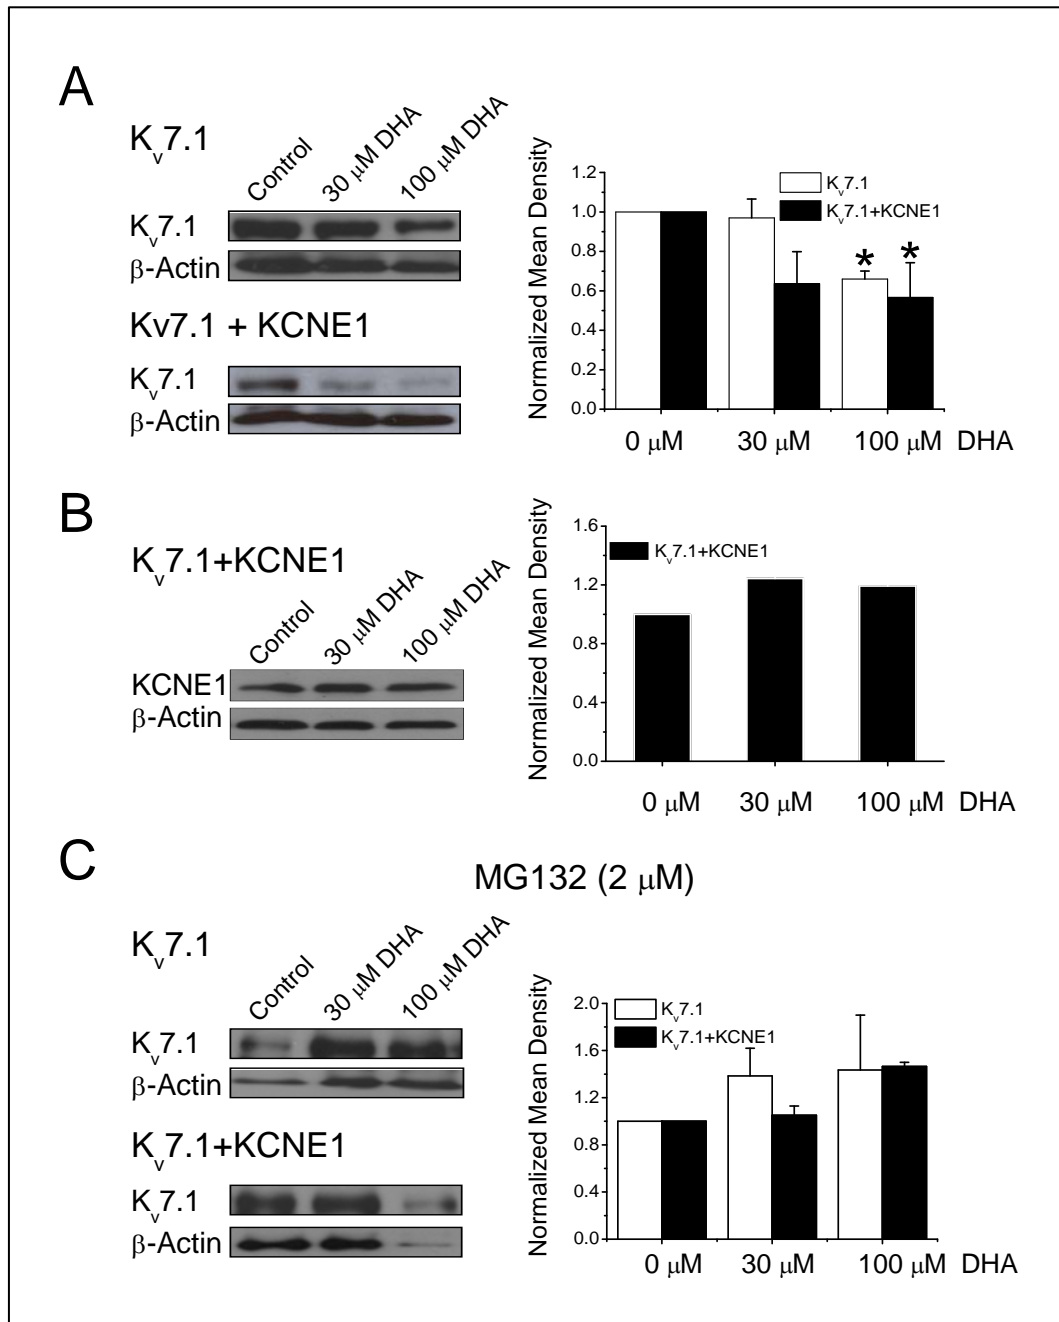 A
Kv7.1
Control 30 μM DHA 100 μM DHA
Kv7.1
β-Actin
Kv7.1 + KCNE1
Kv7.1
β-Actin
Normalized Mean Density
1.2
1.0
0.8
0.6
0.4
0.2
0.0
Kv7.1
Kv7.1+KCNE1
* *
0 μM 30 μM 100 μM DHA
B
Kv7.1+KCNE1
Control 30 μM DHA 100 μM DHA
KCNE1
β-Actin
Normalized Mean Density
1.6
1.2
0.8
0.4
0.0
Kv7.1+KCNE1
0 μM 30 μM 100 μM DHA
C
MG132 (2 μM)
Kv7.1
Control 30 μM DHA 100 μM DHA
Kv7.1
β-Actin
Kv7.1+KCNE1
Kv7.1
β-Actin
Normalized Mean Density
2.0
1.6
1.2
0.8
0.4
0.0
Kv7.1
Kv7.1+KCNE1
0 μM 30 μM 100 μM DHA